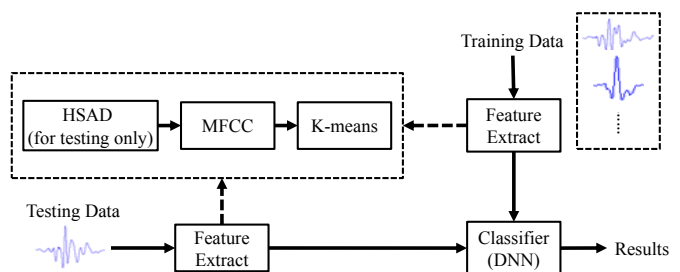 Training Data
HSAD
(for testing only)
MFCC
K-means
Feature
Extract
Testing Data
Feature
Extract
Classifier
(DNN)
Results